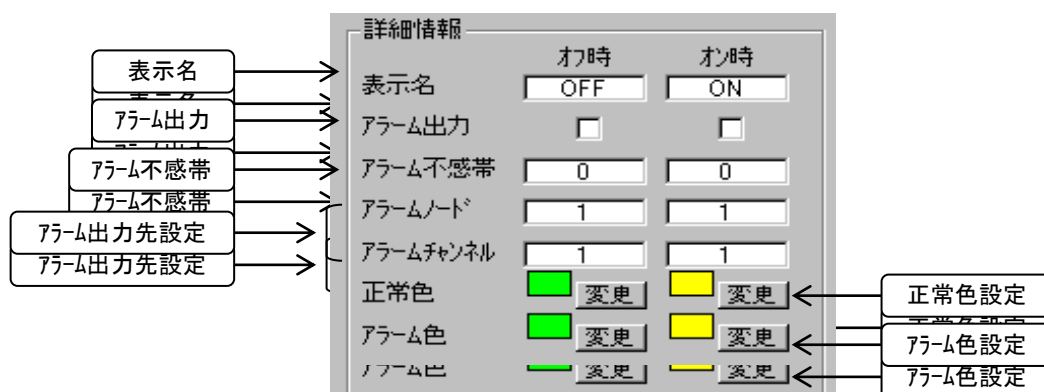 詳細情報
オフ時 オン時
表示名 OFF ON
アラーム出力
アラーム不感帯 0 0
アラームノード 1 1
アラームチャンネル 1 1
正常色 変更 変更
アラーム色 変更 変更
アラーム色 変更 変更
表示名
アラーム出力
アラーム不感帯
アラーム不感帯
アラーム出力先設定
アラーム出力先設定
正常色設定
アラーム色設定
アラーム色設定